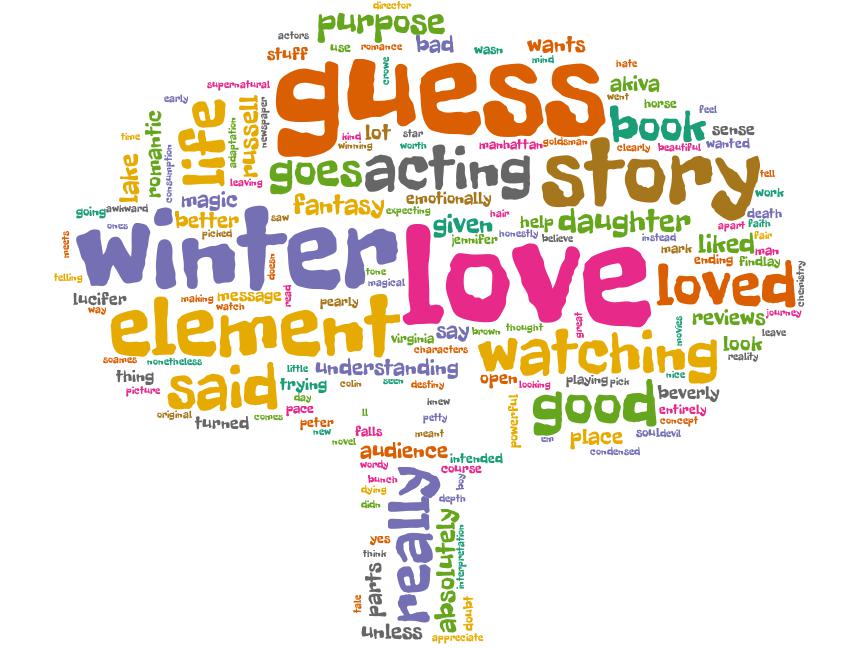 director
purpose
actors
use
romance
bad
wasn
wants
stuff
crowe
mind
hate
guess
supernatural
akiva
went
horse
early
life
adaptation
russell
newspaper
book
feel
time
romantic
kind
lot
star
winning
worth
manhattan
goldsman
clearly
beautiful
sense
wanted
lake
consumption
leaving
goes
acting
story
tell
work
magic
fantasy
emotionally
going
awkward
better
saw
expecting
hair
given
help
daughter
death
apart
faith
ones
picked
winter
love
jennifer
honestly
believe
instead
mark
liked
fair
man
meets
doesn
tone
ending
findlay
telling
magical
loved
chemistry
lucifer
way
making
message
watch
read
pearly
element
virginia
say
brown
thought
great
movies
reviews
journey
leave
characters
watching
look
reality
soames
nonetheless
little
understanding
nice
thing
said
trying
colin
seen
destiny
open
looking
playing
pick
beverly
picture
day
knew
powerful
good
entirely
original
turned
comes
pace
ll
petty
concept
peter
new
falls
meant
em
place
soul
devil
novel
audience
intended
condensed
wordy
course
bunch
really
boy
dying
depth
didn
absolutely
interpretation
yes
think
parts
tale
doubt
unless
appreciate